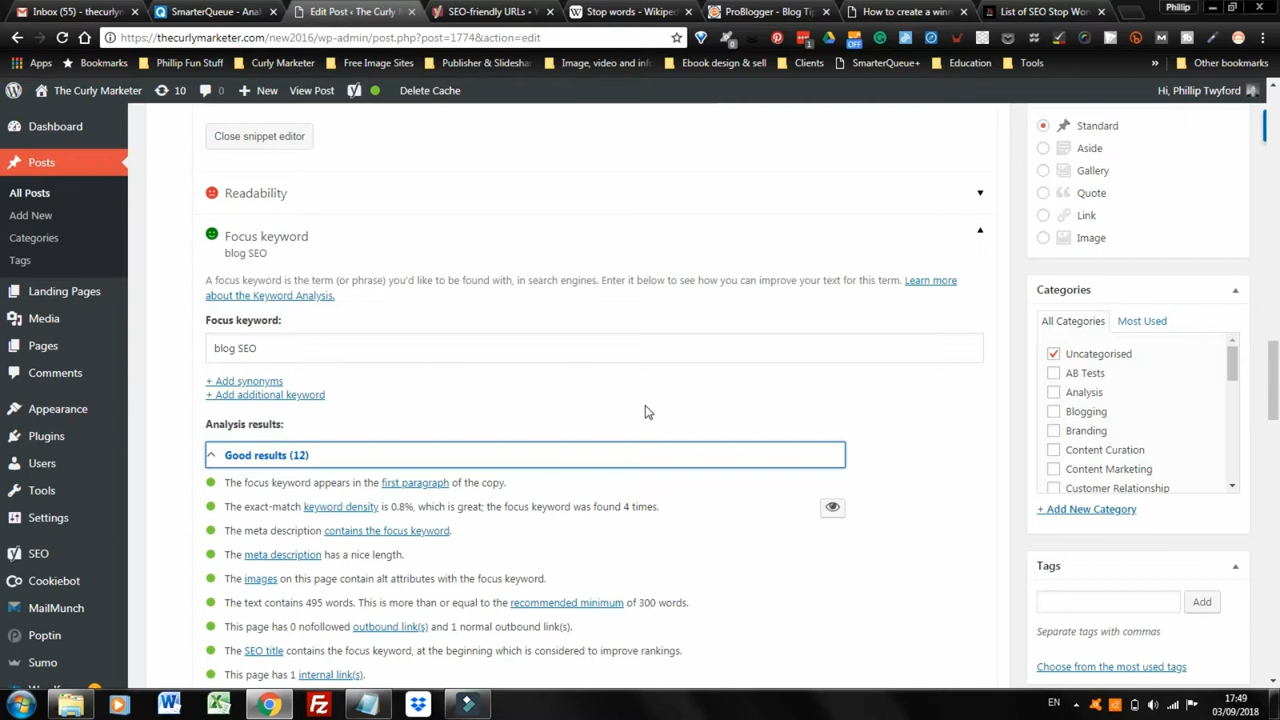 Inbox (55) - thecurlyn
SmarterQueue - Anal
Edit Post ‹ The Curly M
SEO-friendly URLs • Y
Stop words - Wikiped
ProBlogger - Blog Tip
How to create a winn
List of SEO Stop Wor
Phillip
https://thecurlymarketer.com/new2016/wp-admin/post.php?post=1774&action=edit
Apps
Bookmarks
Phillip Fun Stuff
Curly Marketer
Free Image Sites
Publisher & Slideshar
Image, video and inf
Ebook design & sell
Clients
SmarterQueue+
Education
Tools
»
Other bookmarks
The Curly Marketer
10
0
New
View Post
Delete Cache
Hi, Phillip Twyford
Dashboard
Posts
All Posts
Add New
Categories
Tags
Landing Pages
Media
Pages
Comments
Appearance
Plugins
Users
Tools
Settings
SEO
Cookiebot
MailMunch
Poptin
Sumo
Close snippet editor
Readability
Focus keyword
blog SEO
A focus keyword is the term (or phrase) you'd like to be found with, in search engines. Enter it below to see how you can improve your text for this term. Learn more
about the Keyword Analysis.
Focus keyword:
blog SEO
+ Add synonyms
+ Add additional keyword
Analysis results:
Good results (12)
The focus keyword appears in the first paragraph of the copy.
The exact-match keyword density is 0.8%, which is great; the focus keyword was found 4 times.
The meta description contains the focus keyword.
The meta description has a nice length.
The images on this page contain alt attributes with the focus keyword.
The text contains 495 words. This is more than or equal to the recommended minimum of 300 words.
This page has 0 nofollowed outbound link(s) and 1 normal outbound link(s).
The SEO title contains the focus keyword, at the beginning which is considered to improve rankings.
This page has 1 internal link(s).
Standard
Aside
Gallery
Quote
Link
Image
Categories
All Categories
Most Used
Uncategorised
AB Tests
Analysis
Blogging
Branding
Content Curation
Content Marketing
Customer Relationship
+ Add New Category
Tags
Add
Separate tags with commas
Choose from the most used tags
EN
17:49
03/09/2018